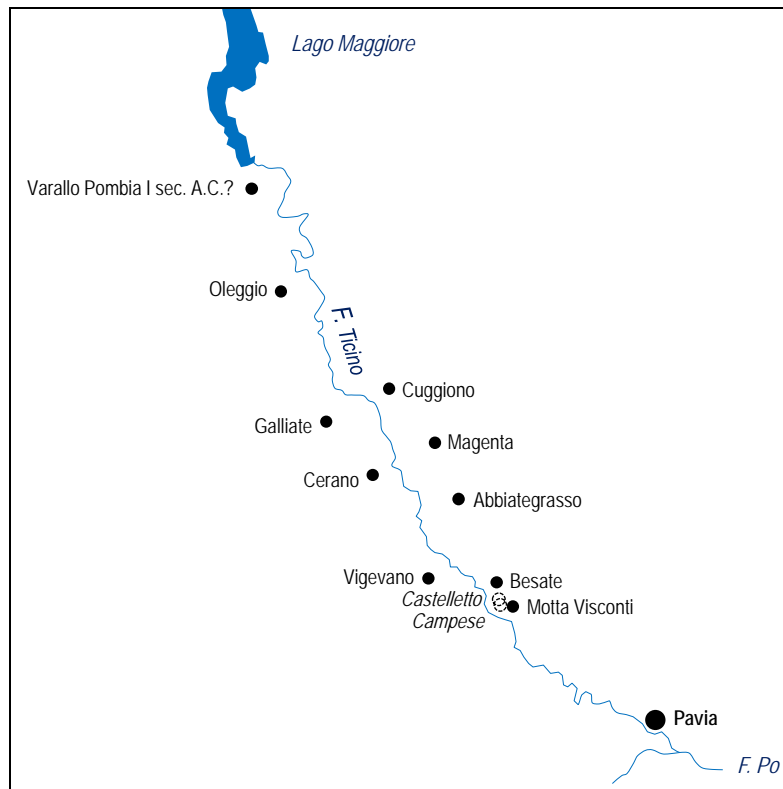 Lago Maggiore
Varallo Pombia I sec. A.C.?
Oleggio
F. Ticino
Cuggiono
Galliate
Magenta
Cerano
Abbiategrasso
Vigevano
Besate
Castelletto
Motta Visconti
Campese
Pavia
F. Po